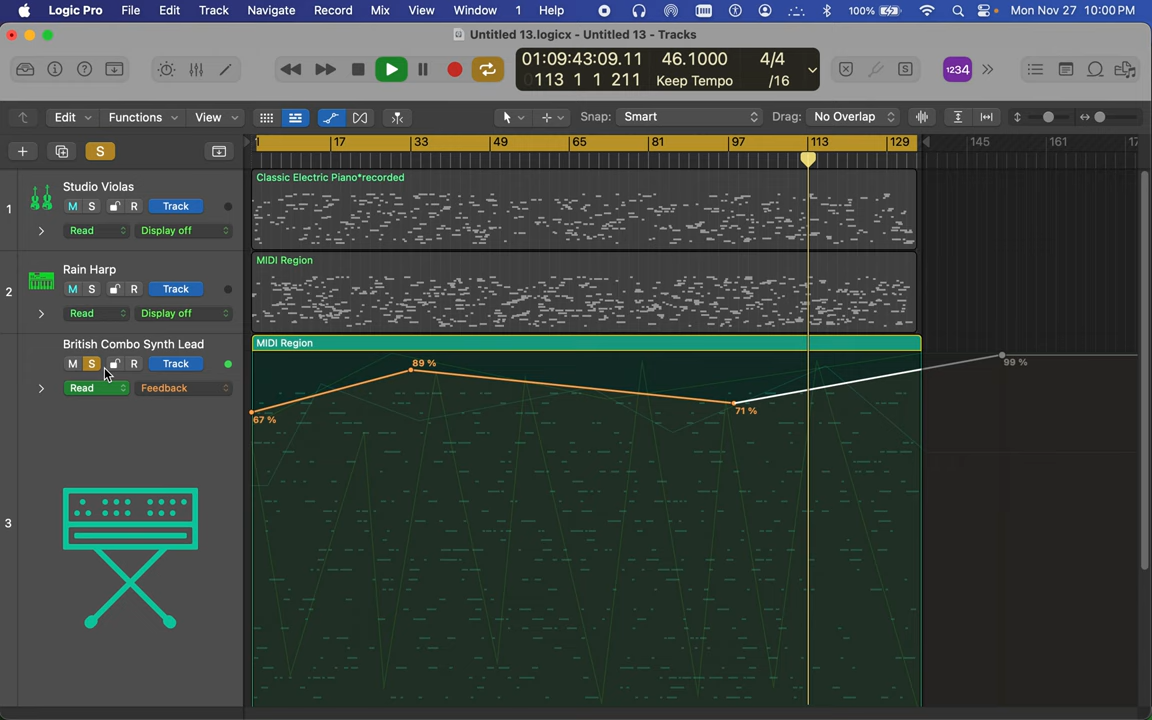 Logic Pro File Edit Track Navigate Record Mix View Window 1 Help 100% Mon Nov 27 10:00 PM
Untitled 13.logicx - Untitled 13 - Tracks
01:09:43:09.11 46.1000 4/4
0113 1 1 211 Keep Tempo /16
1234
Edit Functions View Snap: Smart Drag: No Overlap
S
1 17 33 49 65 81 97 113 129 145 161 17
1
Studio Violas
M S R Track
Read Display off
Classic Electric Piano*recorded
2
Rain Harp
M S R Track
Read Display off
MIDI Region
3
British Combo Synth Lead
M S R Track
Read Feedback
MIDI Region
67 %
89 %
71 %
99 %